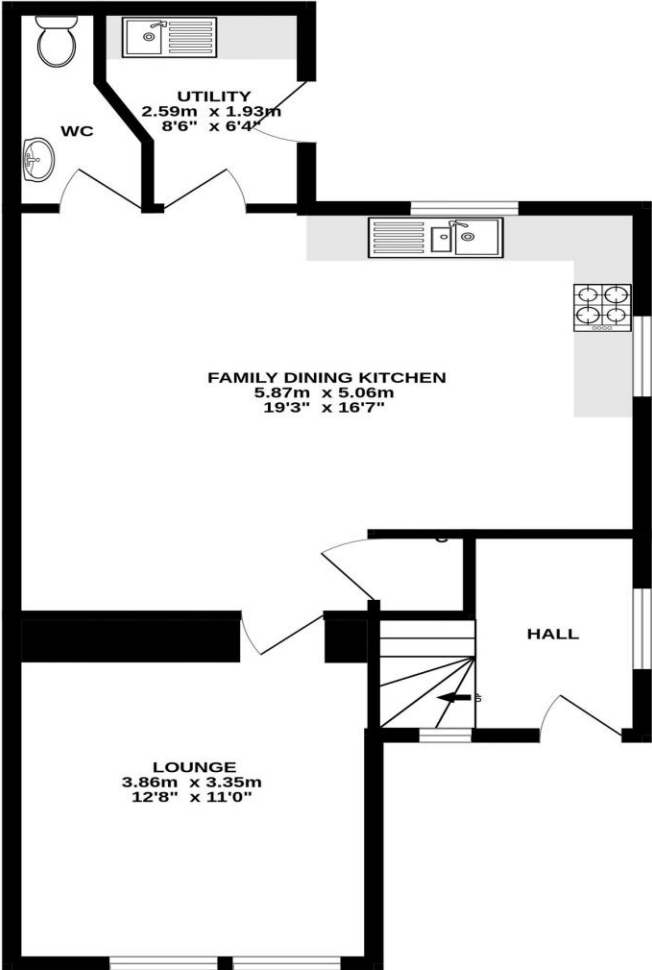 UTILITY
2.59m x 1.93m
8'6" x 6'4"
WC
FAMILY DINING KITCHEN
5.87m x 5.06m
19'3" x 16'7"
HALL
LOUNGE
3.86m x 3.35m
12'8" x 11'0"